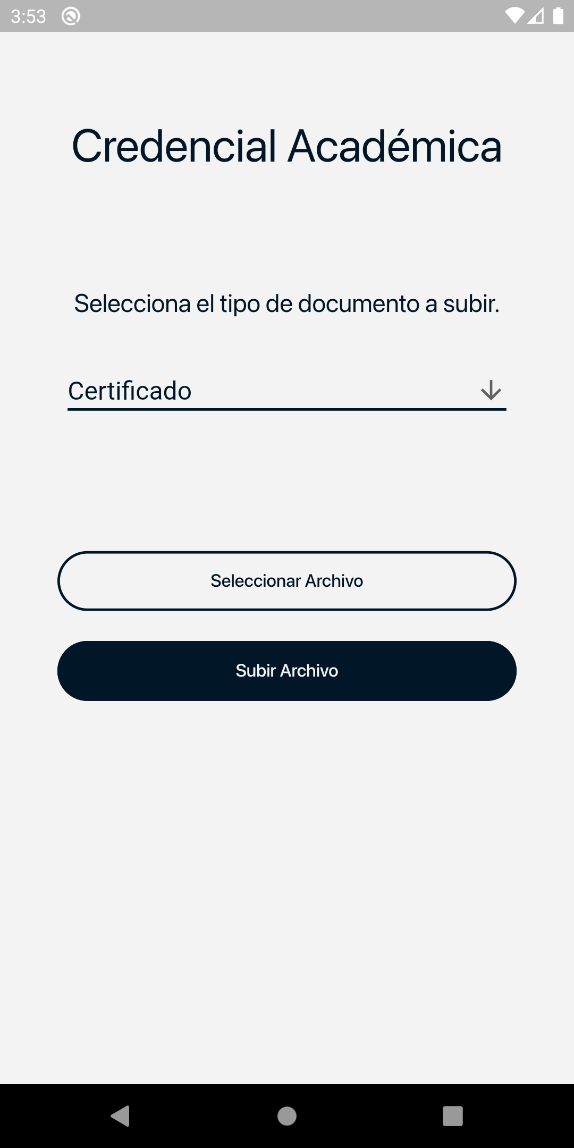 3:53
Credencial Académica
Selecciona el tipo de documento a subir.
Certificado
Seleccionar Archivo
Subir Archivo